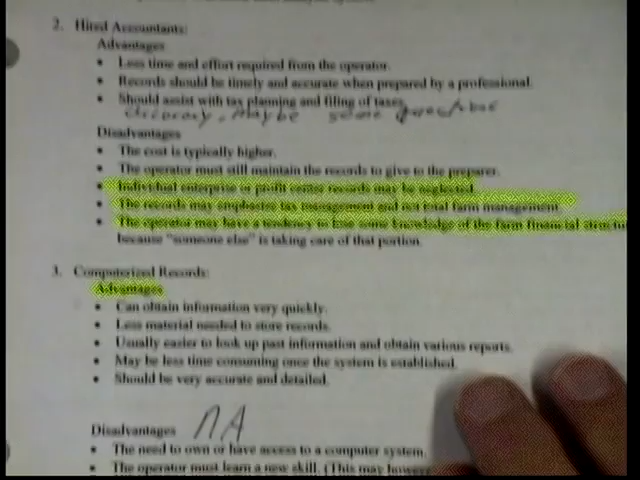 2. Hired Accountants:
Advantages
• Less time and effort required from the operator.
• Records should be timely and accurate when prepared by a professional.
• Should assist with tax planning and filing of taxes.
maybe some
Disadvantages
• The cost is typically higher.
• The operator must still maintain the records to give to the preparer.
• Individual enterprise or profit center records may be neglected.
• The records may emphasize tax management and not total farm management.
• The operator may have a tendency to lose some knowledge of the farm financial structu
because "someone else" is taking care of that portion.
3. Computerized Records:
Advantages
• Can obtain information very quickly.
• Less material needed to store records.
• Usually easier to look up past information and obtain various reports.
• May be less time consuming once the system is established.
• Should be very accurate and detailed.
Disadvantages NA
• The need to own or have access to a computer system.
• The operator must learn a new skill. (This may howeve